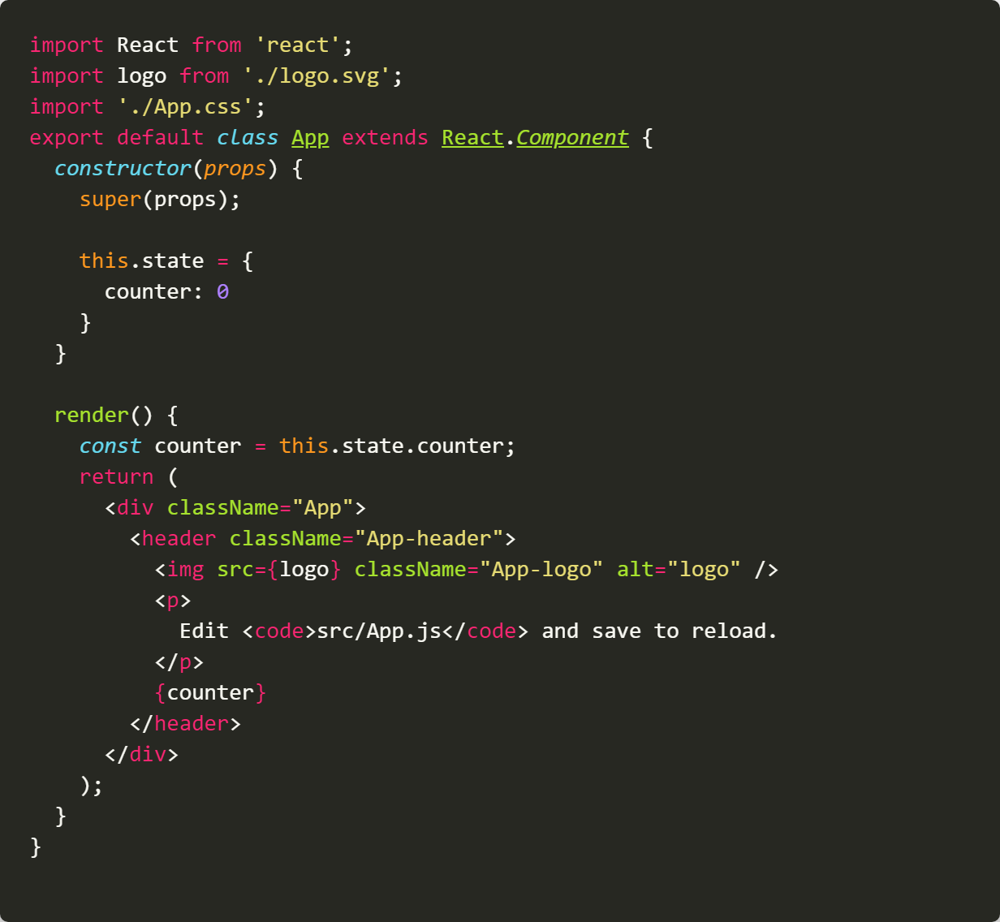 import React from 'react';
import logo from './logo.svg';
import './App.css';
export default class App extends React.Component {
  constructor(props) {
    super(props);

    this.state = {
      counter: 0
    }
  }

  render() {
    const counter = this.state.counter;
    return (
      <div className="App">
        <header className="App-header">
          <img src={logo} className="App-logo" alt="logo" />
          <p>
            Edit <code>src/App.js</code> and save to reload.
          </p>
          {counter}
        </header>
      </div>
    );
  }
}